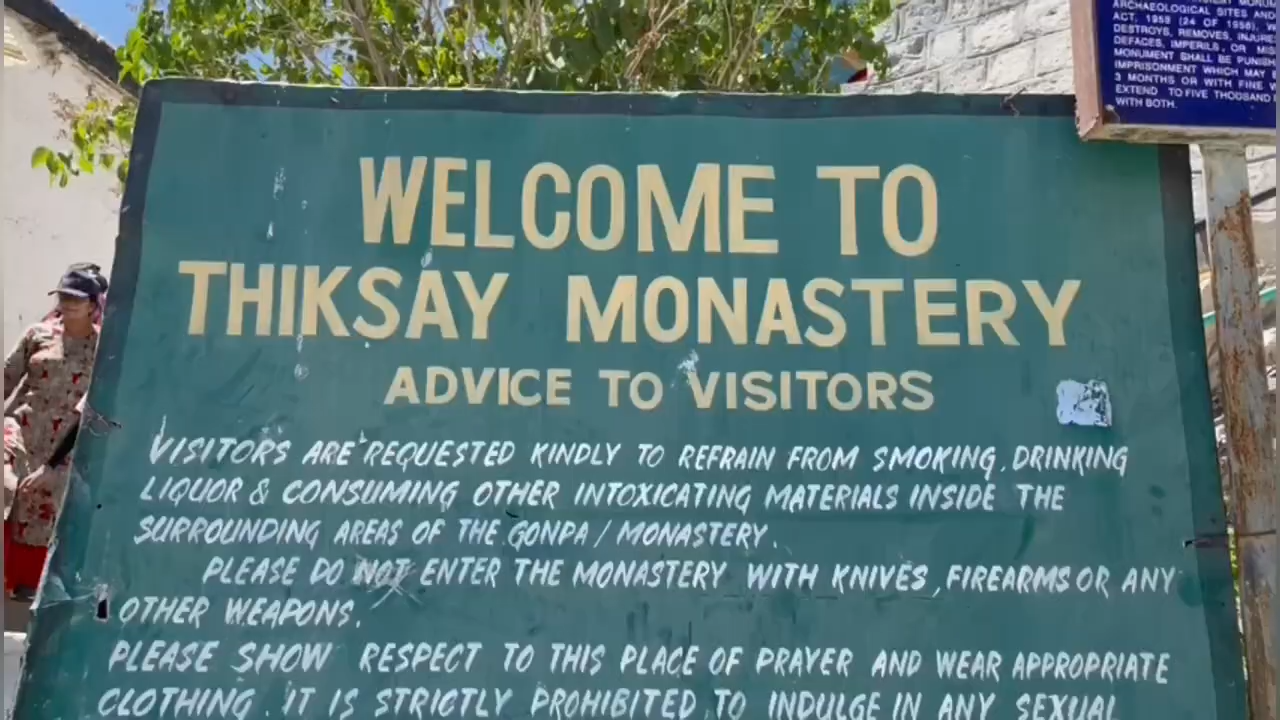 WELCOME TO
THIKSAY MONASTERY
ADVICE TO VISITORS
VISITORS ARE REQUESTED KINDLY TO REFRAIN FROM SMOKING, DRINKING
LIQUOR & CONSUMING OTHER INTOXICATING MATERIALS INSIDE THE
SURROUNDING AREAS OF THE GONPA / MONASTERY.
PLEASE DO NOT ENTER THE MONASTERY WITH KNIVES, FIREARMS OR ANY
OTHER WEAPONS.
PLEASE SHOW RESPECT TO THIS PLACE OF PRAYER AND WEAR APPROPRIATE
CLOTHING. IT IS STRICTLY PROHIBITED TO INDULGE IN ANY SEXUAL
ARCHAEOLOGICAL SITES AND
ACT, 1958 (24 OF 1958), W
DESTROYS, REMOVES, INJURE
DEFACES, IMPERILS, OR MIS
MONUMENT SHALL BE PUNISH
IMPRISONMENT WHICH MAY
3 MONTHS OR WITH FINE W
EXTEND TO FIVE THOUSAND
WITH BOTH.